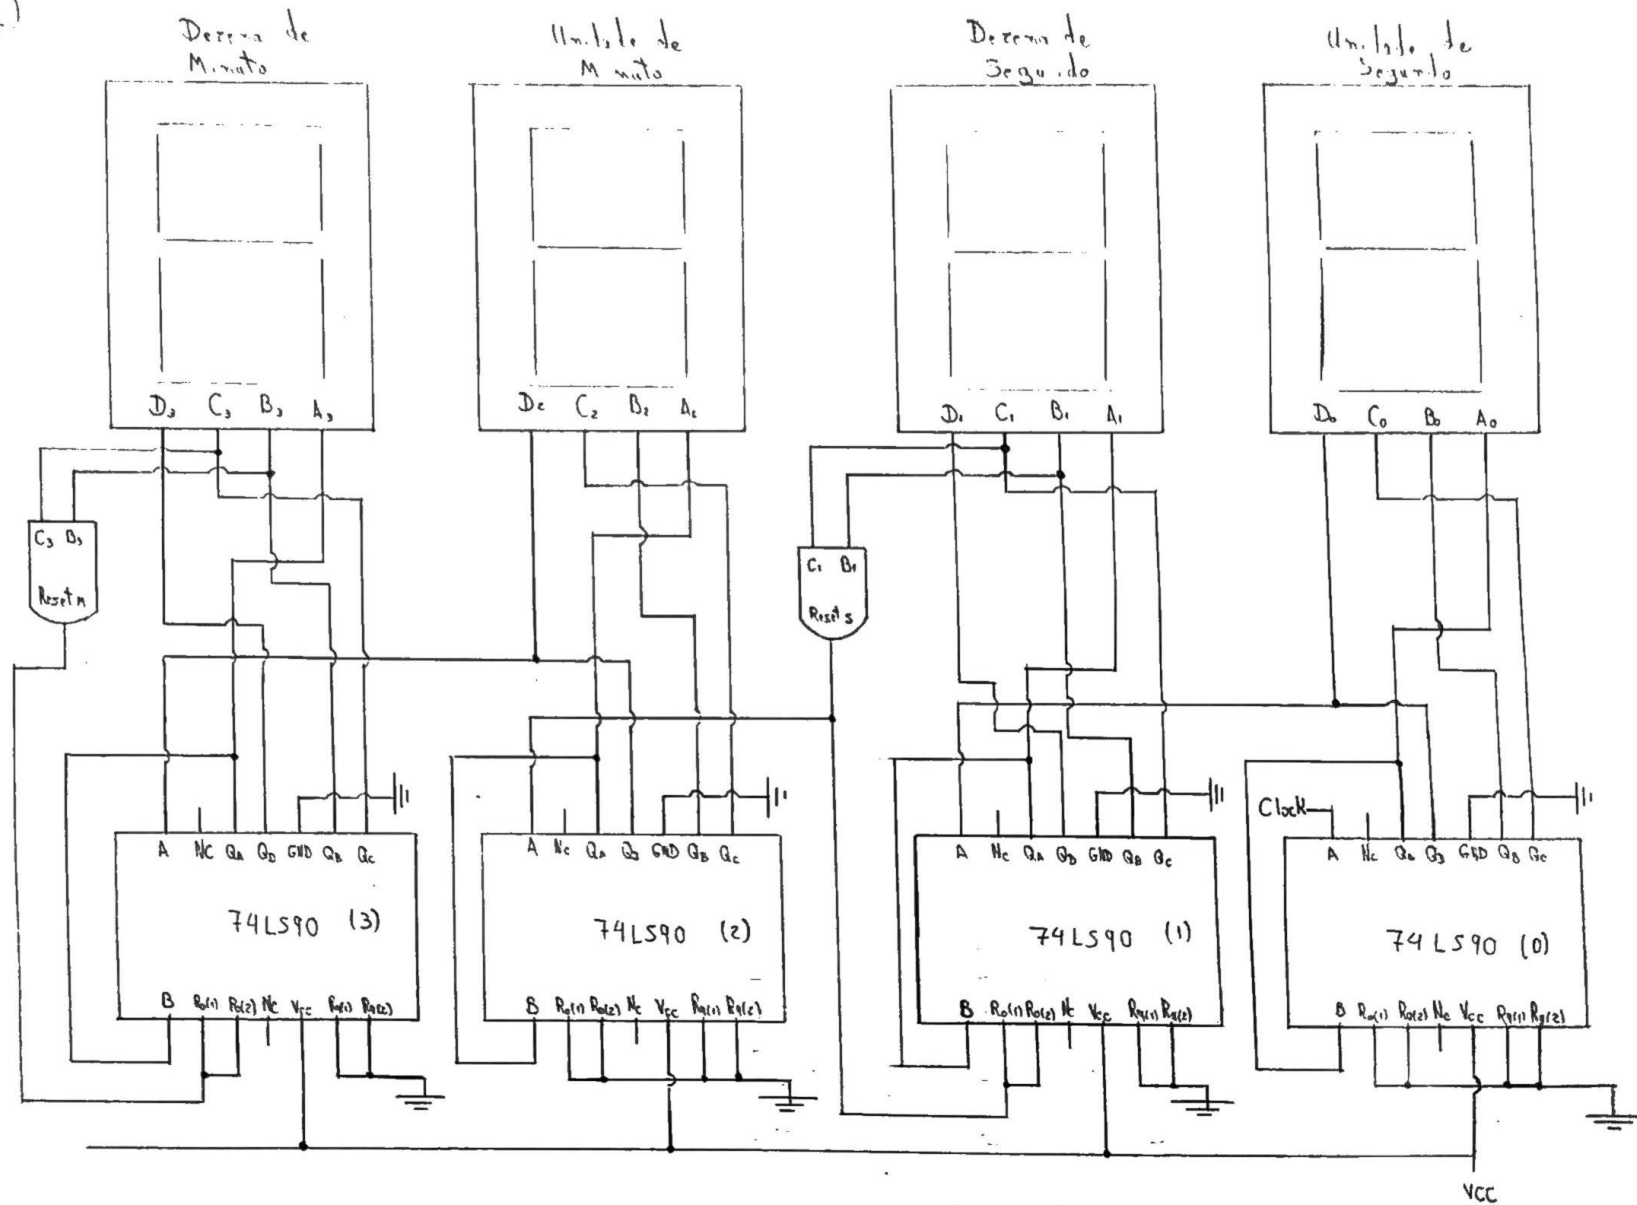 Dezena de
Minuto
Unidade de
Minuto
Dezena de
Segundo
Unidade de
Segundo
D₃ C₃ B₃ A₃
D₂ C₂ B₂ A₂
D₁ C₁ B₁ A₁
D₀ C₀ B₀ A₀
C₃ B₃
Reset M
C₁ B₁
Reset S
Clock
A NC QA QD GND QB QC
74LS90 (3)
B R₀(1) R₀(2) NC Vcc R₉(1) R₉(2)
A NC QA QD GND QB QC
74LS90 (2)
B R₀(1) R₀(2) NC Vcc R₉(1) R₉(2)
A NC QA QD GND QB QC
74LS90 (1)
B R₀(1) R₀(2) NC Vcc R₉(1) R₉(2)
A NC QA QD GND QB QC
74LS90 (0)
B R₀(1) R₀(2) NC Vcc R₉(1) R₉(2)
VCC